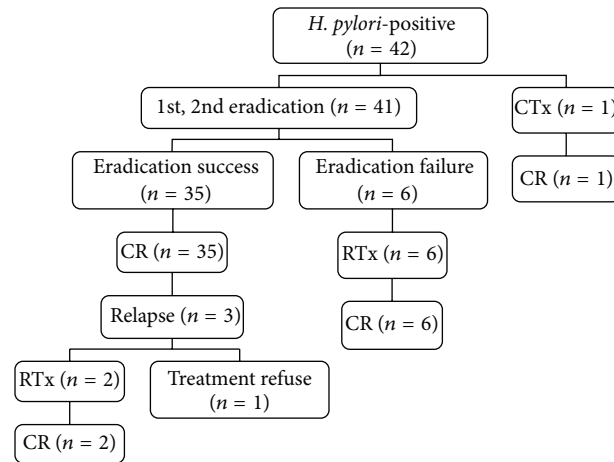 H. pylori-positive
(n = 42)
1st, 2nd eradication (n = 41)
CTx (n = 1)
Eradication success
(n = 35)
Eradication failure
(n = 6)
CR (n = 1)
CR (n = 35)
RTx (n = 6)
Relapse (n = 3)
CR (n = 6)
RTx (n = 2)
Treatment refuse
(n = 1)
CR (n = 2)